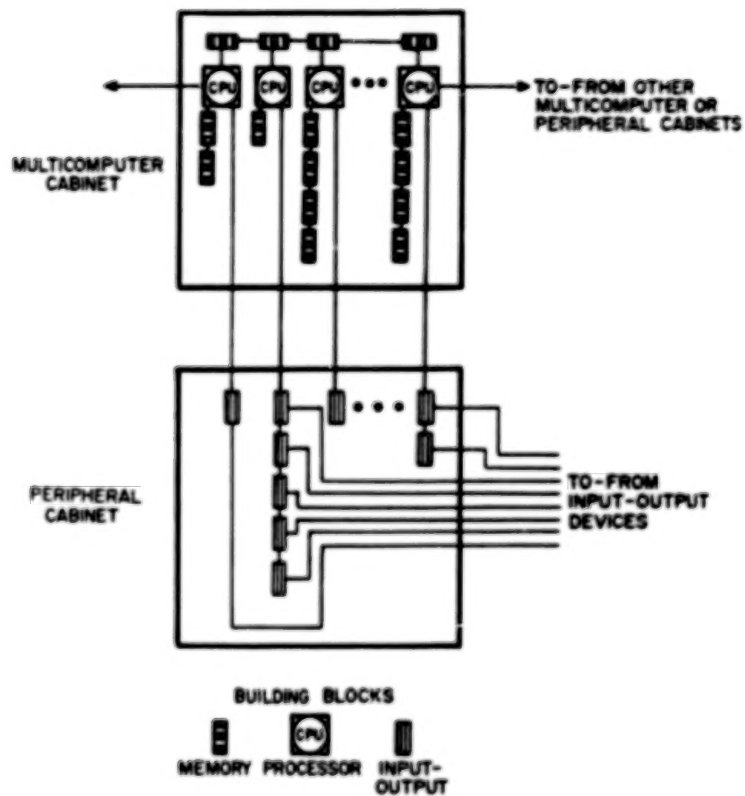 CPU CPU CPU CPU
TO-FROM OTHER
MULTICOMPUTER OR
PERIPHERAL CABINETS
MULTICOMPUTER
CABINET
PERIPHERAL
CABINET
TO-FROM
INPUT-OUTPUT
DEVICES
BUILDING BLOCKS
CPU
MEMORY PROCESSOR INPUT-
OUTPUT